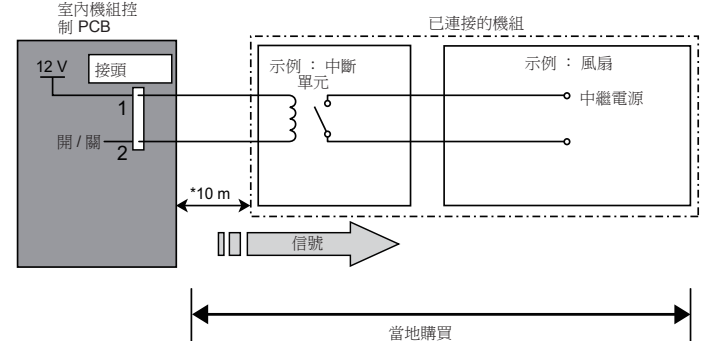 室內機組控
制 PCB
已連接的機組
12 V
接頭
示例 ： 中斷
單元
示例 ： 風扇
1
中繼電源
開 / 關
2
*10 m
信號
當地購買